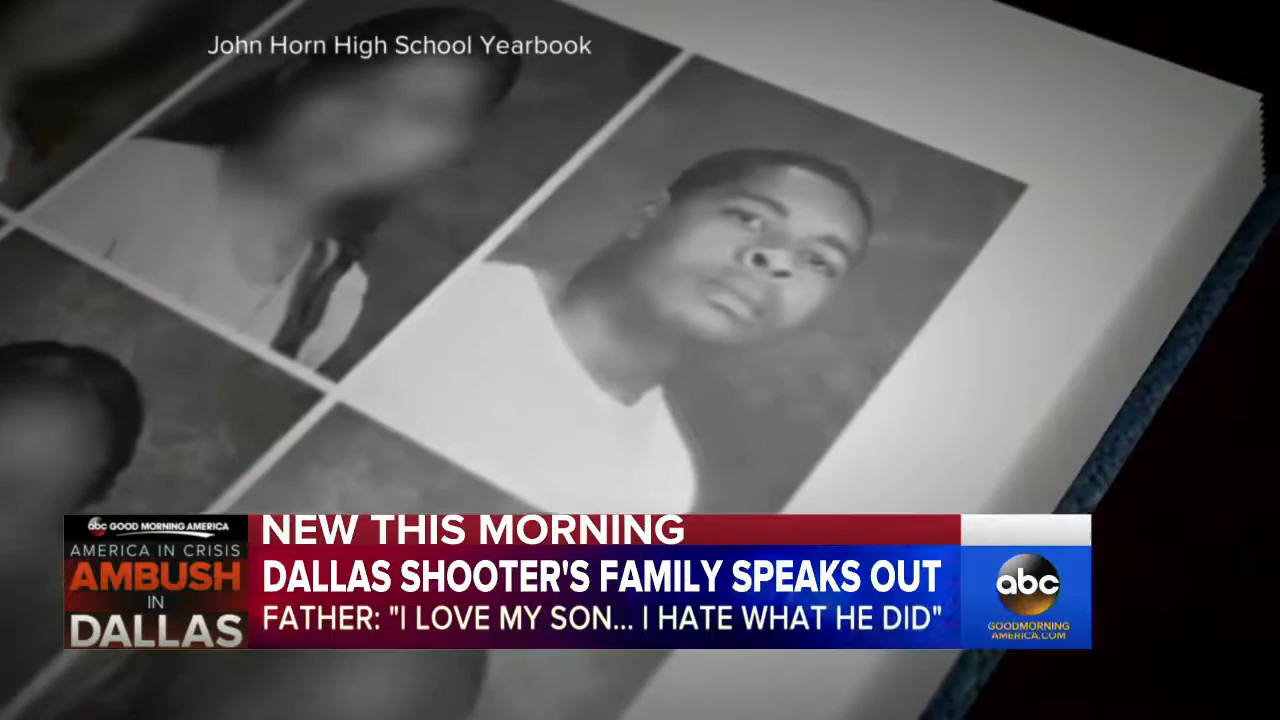 John Horn High School Yearbook
abc GOOD MORNING AMERICA
AMERICA IN CRISIS
AMBUSH
IN
DALLAS
NEW THIS MORNING
DALLAS SHOOTER'S FAMILY SPEAKS OUT
FATHER: "I LOVE MY SON... I HATE WHAT HE DID"
abc
GOODMORNING
AMERICA.COM